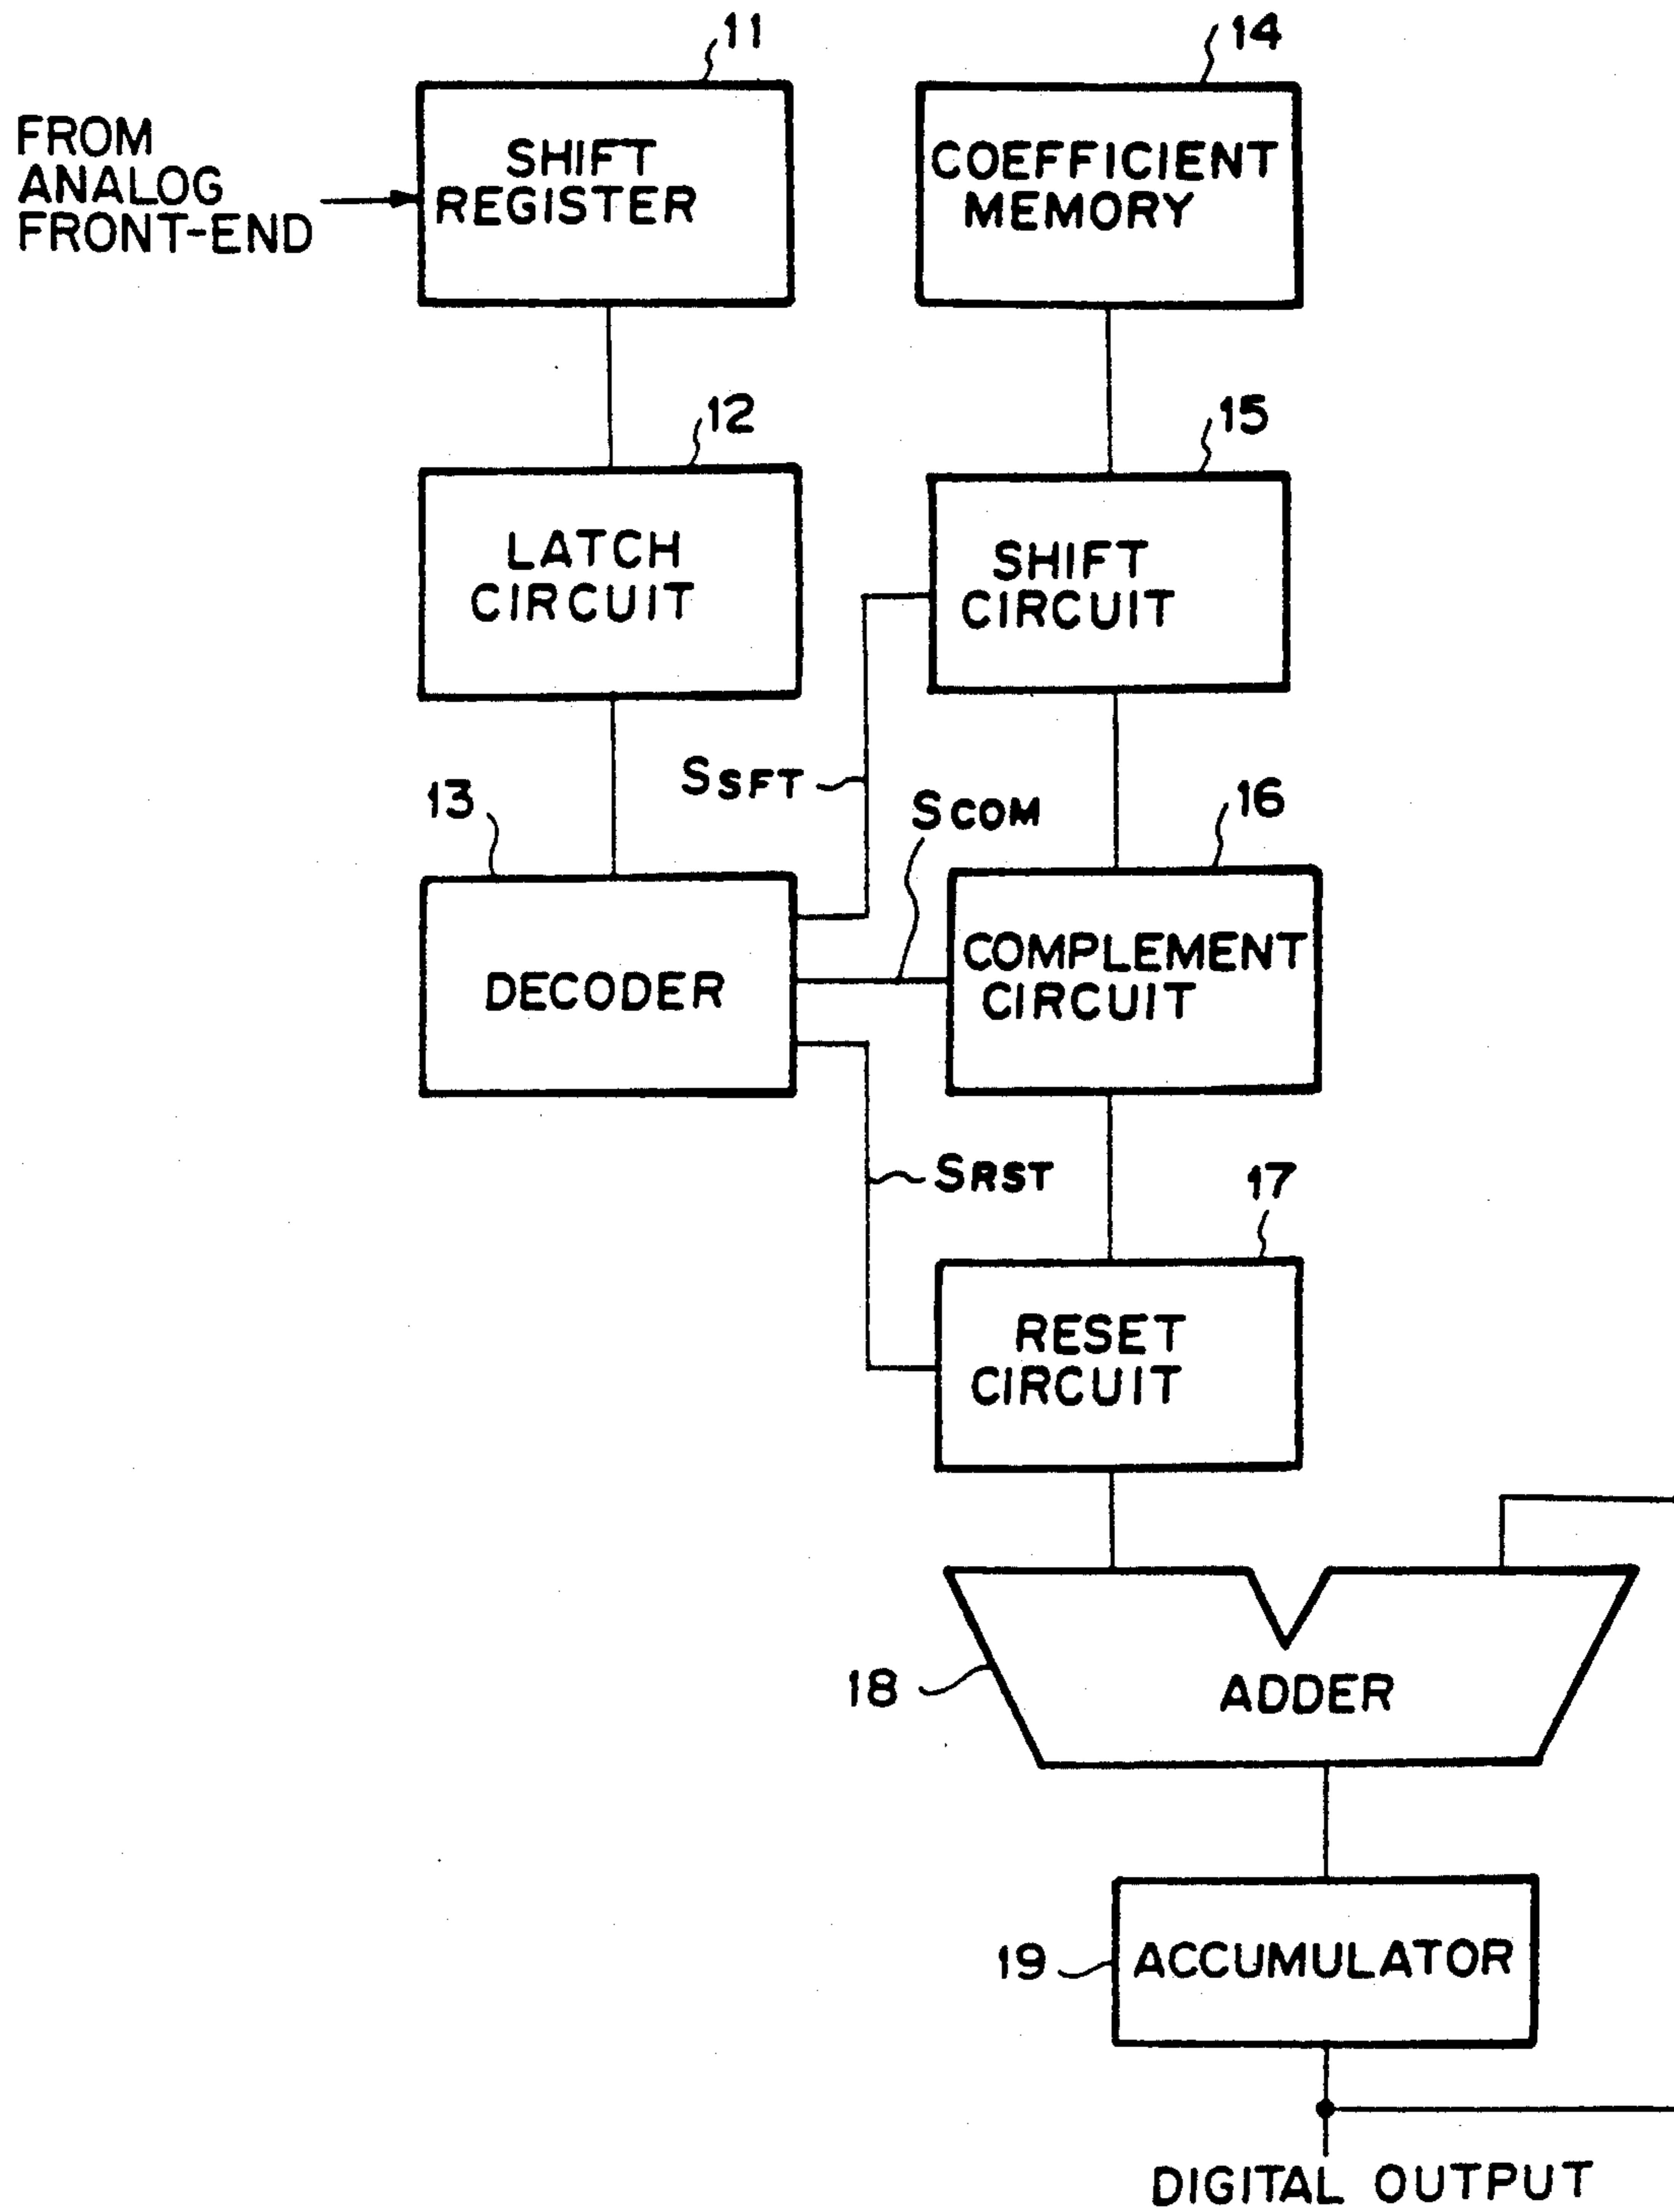 11
14
FROM
ANALOG
FRONT-END
SHIFT
REGISTER
COEFFICIENT
MEMORY
12
15
LATCH
CIRCUIT
SHIFT
CIRCUIT
SSFT
13
SCOM
16
DECODER
COMPLEMENT
CIRCUIT
SRST
17
RESET
CIRCUIT
18
ADDER
19
ACCUMULATOR
DIGITAL OUTPUT